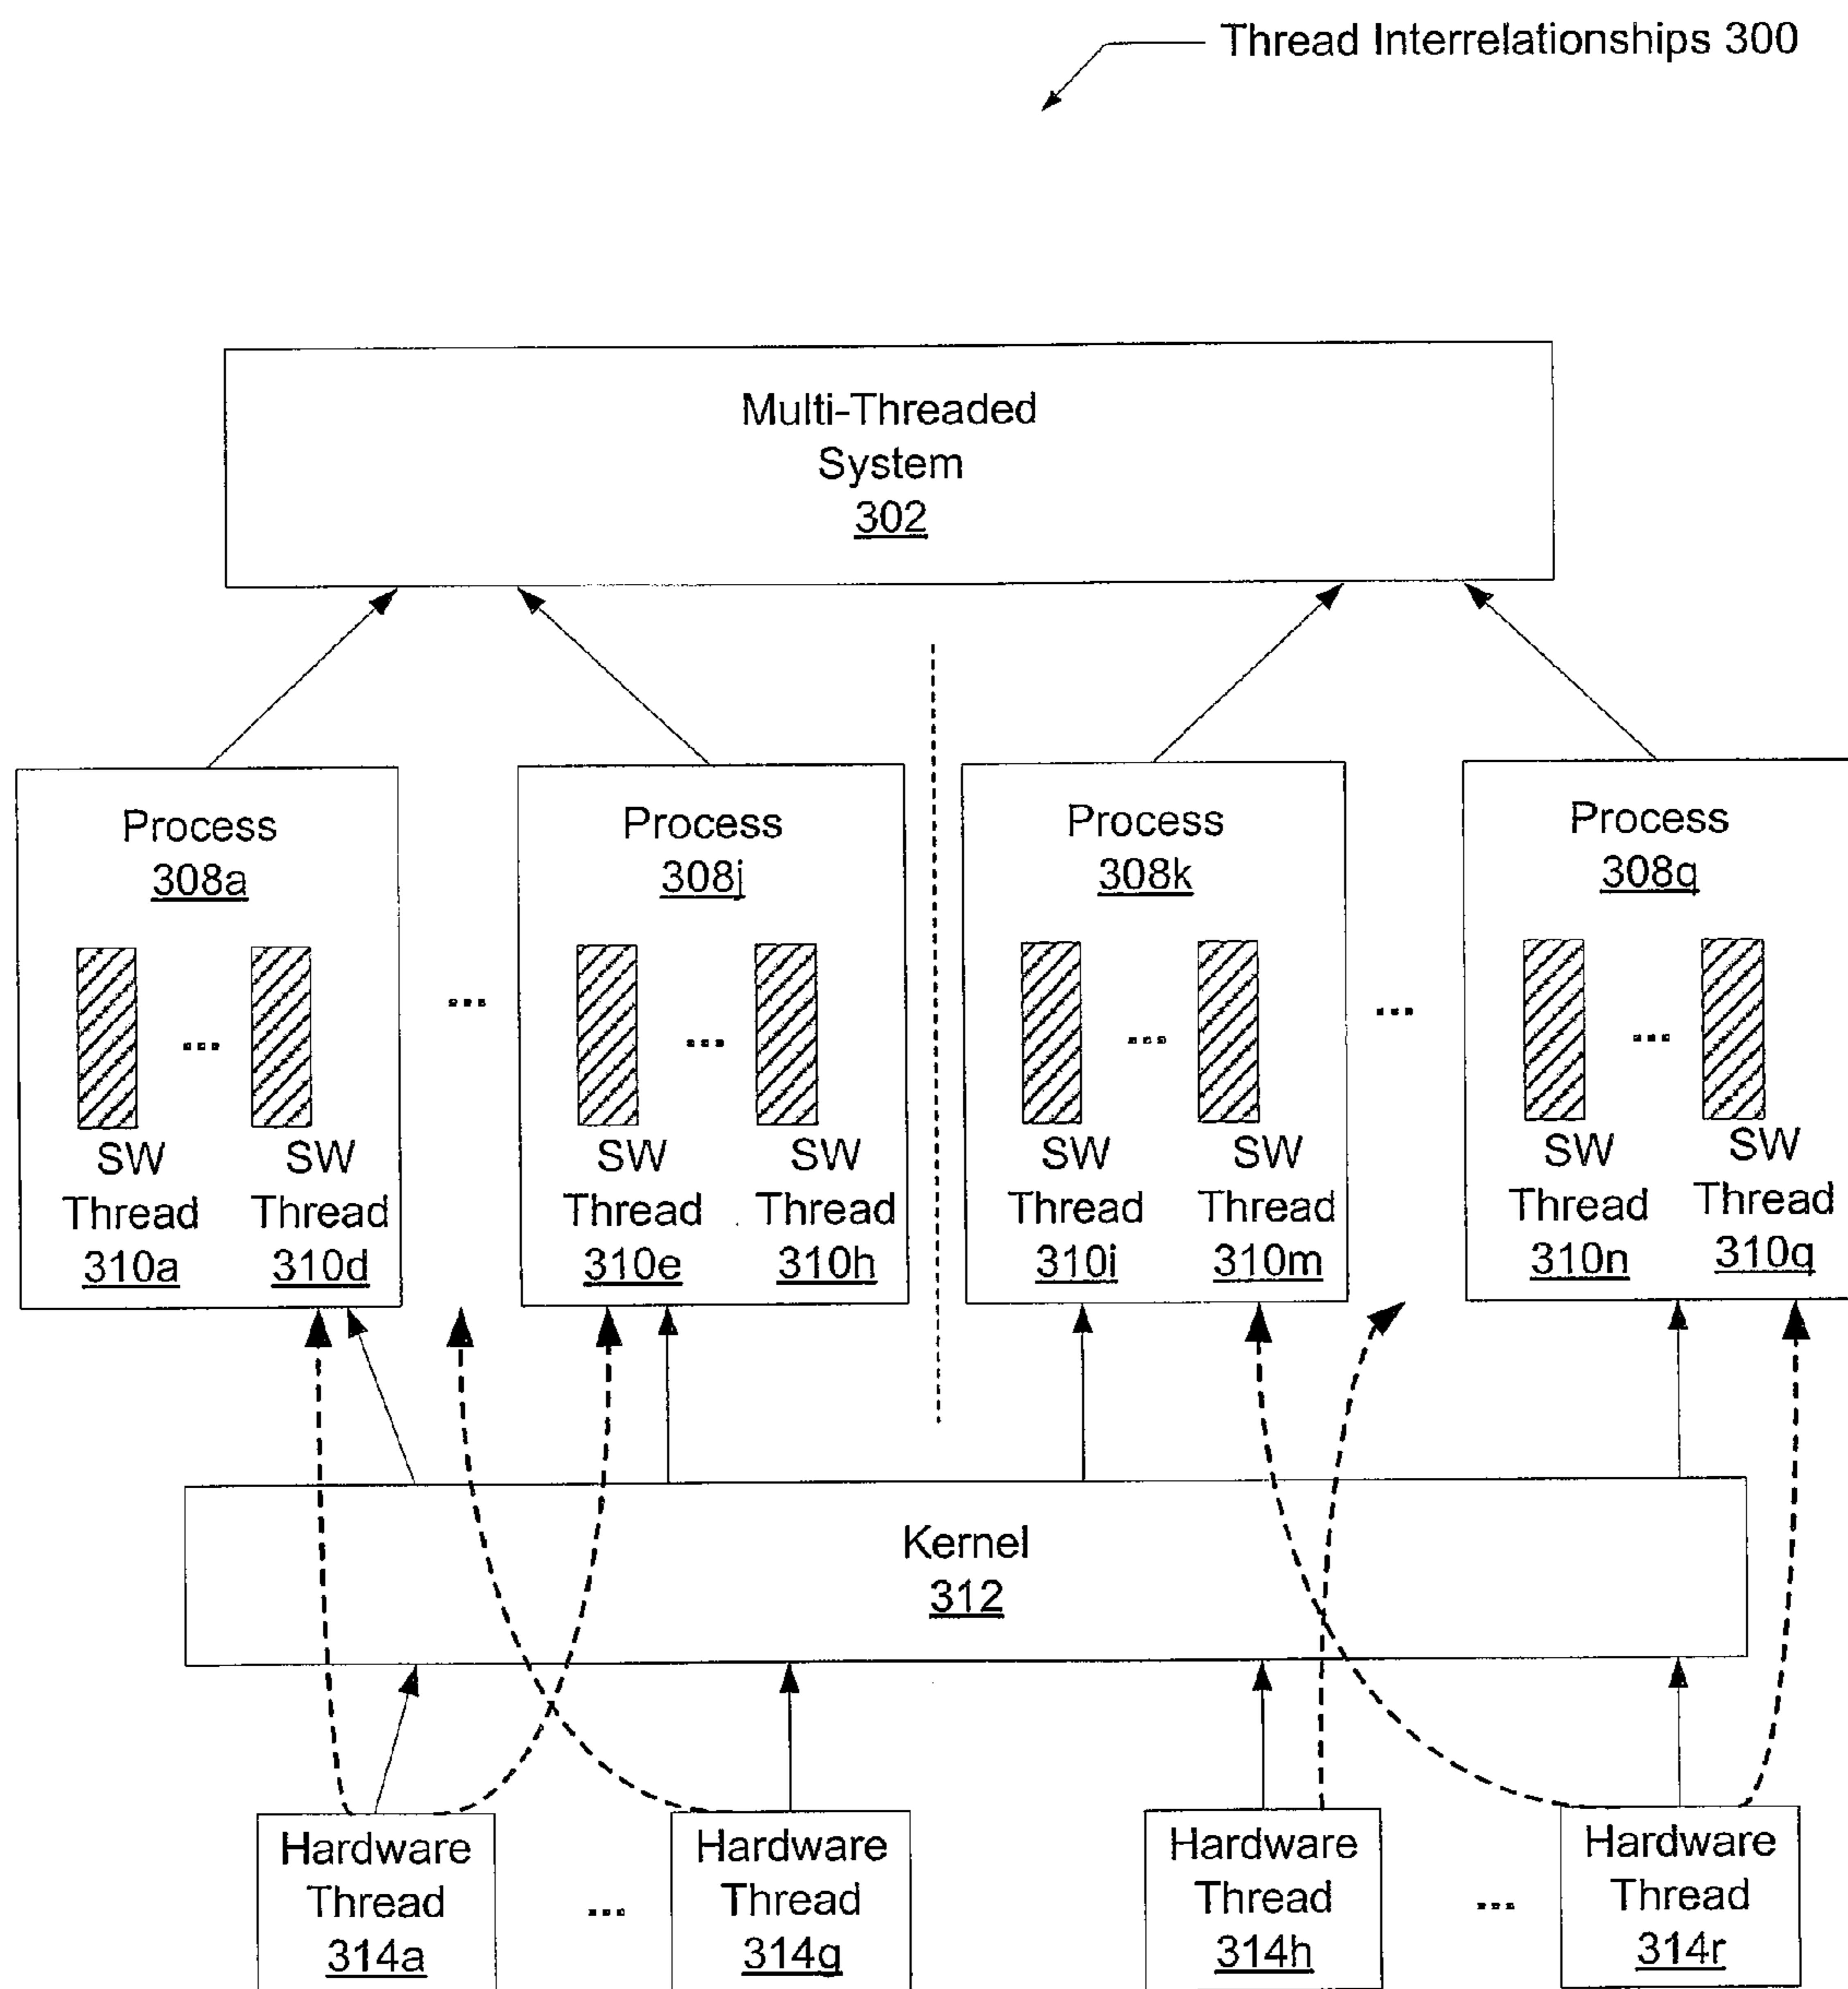 Thread Interrelationships 300
Multi-Threaded
System
302
Process
308a
...
Process
308j
Process
308k
...
Process
308q
...
SW
Thread
310a
SW
Thread
310d
...
SW
Thread
310e
SW
Thread
310h
...
SW
Thread
310i
SW
Thread
310m
...
SW
Thread
310n
SW
Thread
310q
Kernel
312
Hardware
Thread
314a
...
Hardware
Thread
314g
Hardware
Thread
314h
...
Hardware
Thread
314r